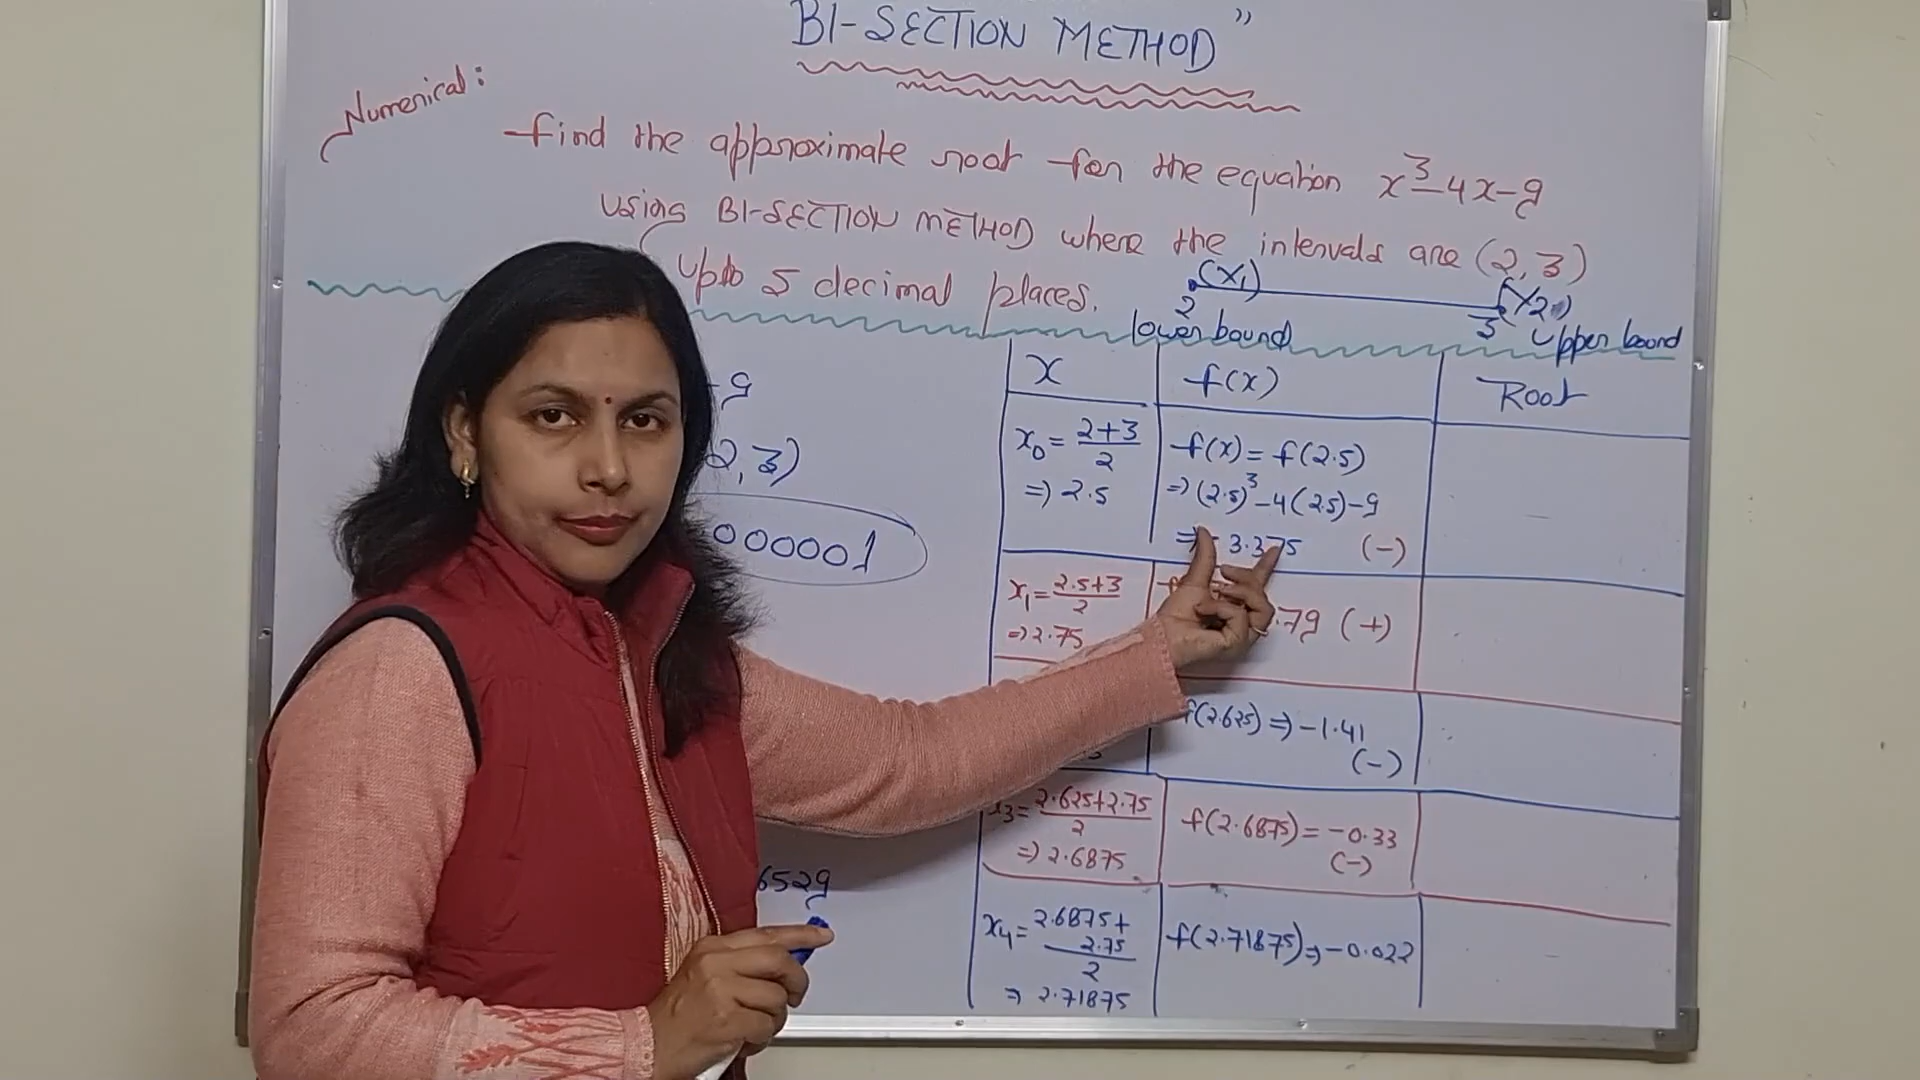 BI-SECTION METHOD"
Numerical:
Find the approximate root for the equation x³-4x-9
using BI-SECTION METHOD where the intervals are (2,3)
upto 5 decimal places.
(x₁)
2
(x₂)
3
lower bound
Upper bound
-9
2,3)
000001
6529
x
f(x)
Root
x₀ = (2+3)/2
=> 2.5
f(x) = f(2.5)
=> (2.5)³ - 4(2.5) - 9
=> - 3.375 (-)
x₁ = (2.5+3)/2
=> 2.75
.79 (+)
f(2.625) => -1.41
(-)
x₃ = (2.625+2.75)/2
=> 2.6875
f(2.6875) = -0.33
(-)
x₄ = (2.6875+2.75)/2
=> 2.71875
f(2.71875) => -0.022